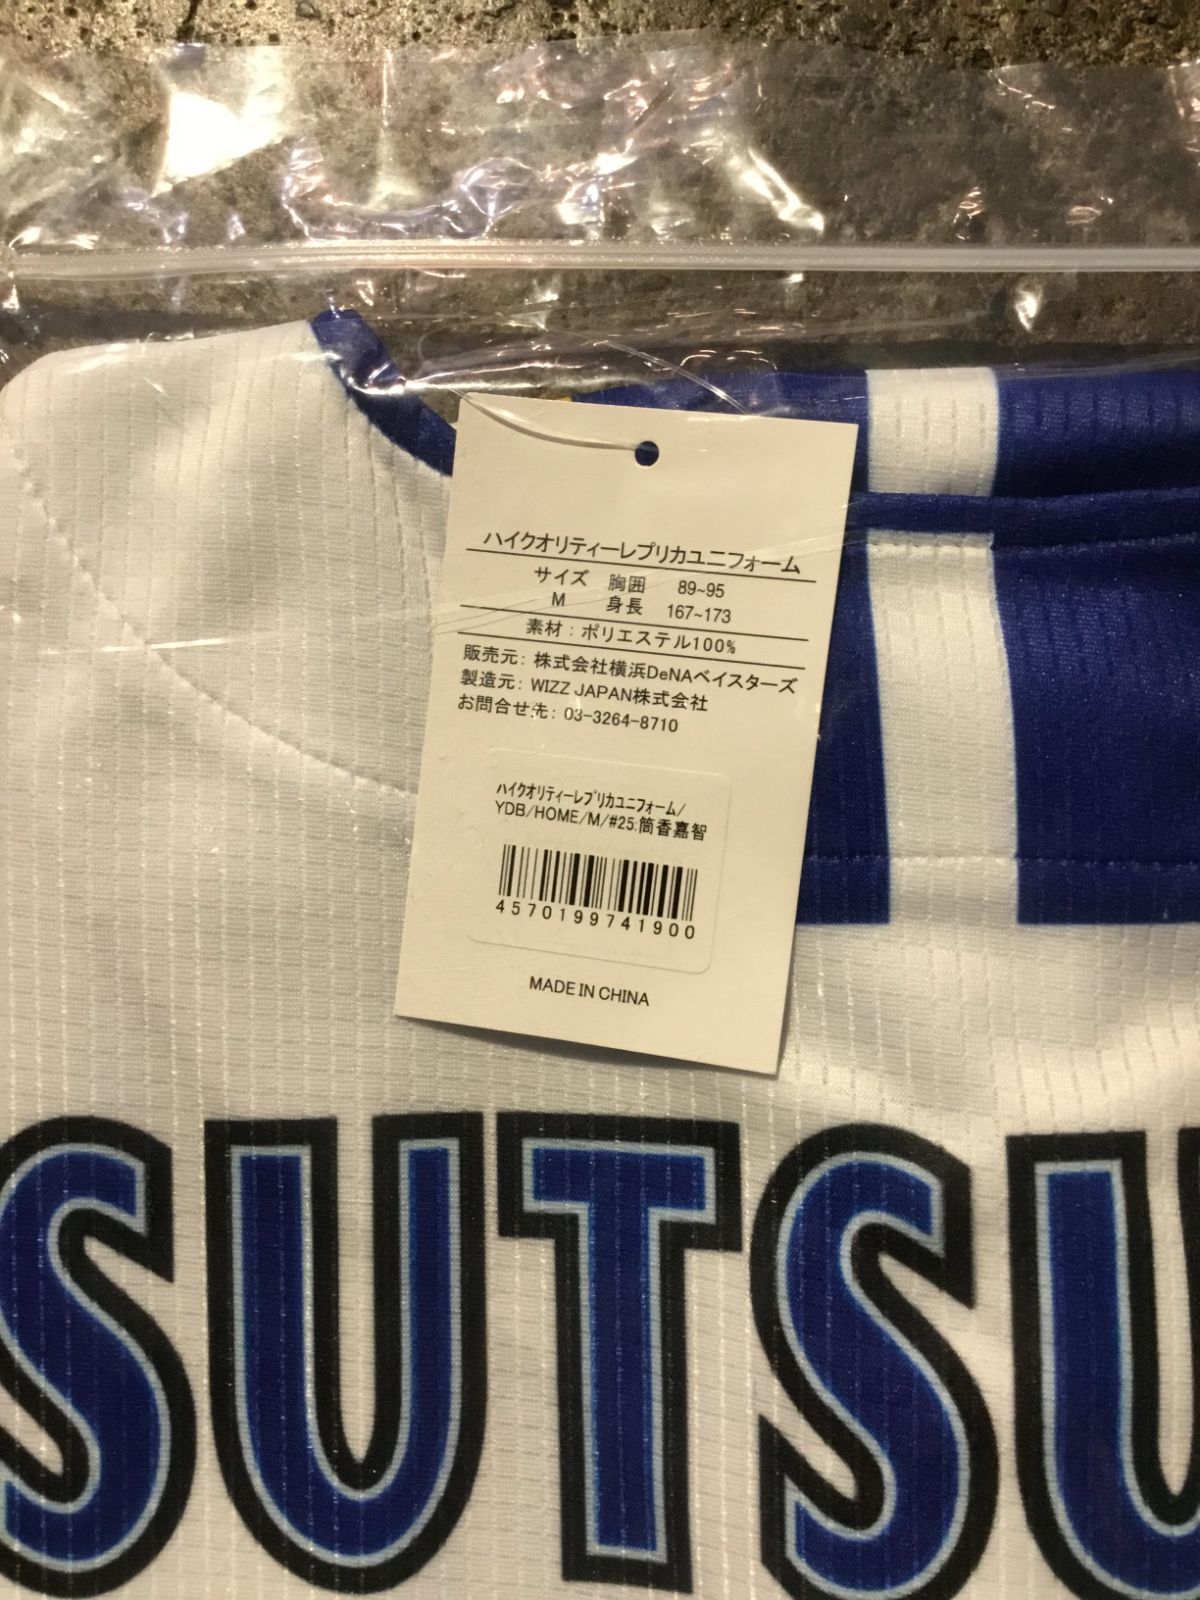 ハイクオリティーレプリカユニフォーム
サイズ 胸囲 89~95
M 身長 167~173
素材：ポリエステル100%
販売元：株式会社横浜DeNAベイスターズ
製造元：WIZZ JAPAN株式会社
お問合せ先：03-3264-8710
ハイクオリティーレプリカユニフォーム/
YDB/HOME/M/#25:筒香嘉智
4570199741900
MADE IN CHINA
SUTSU